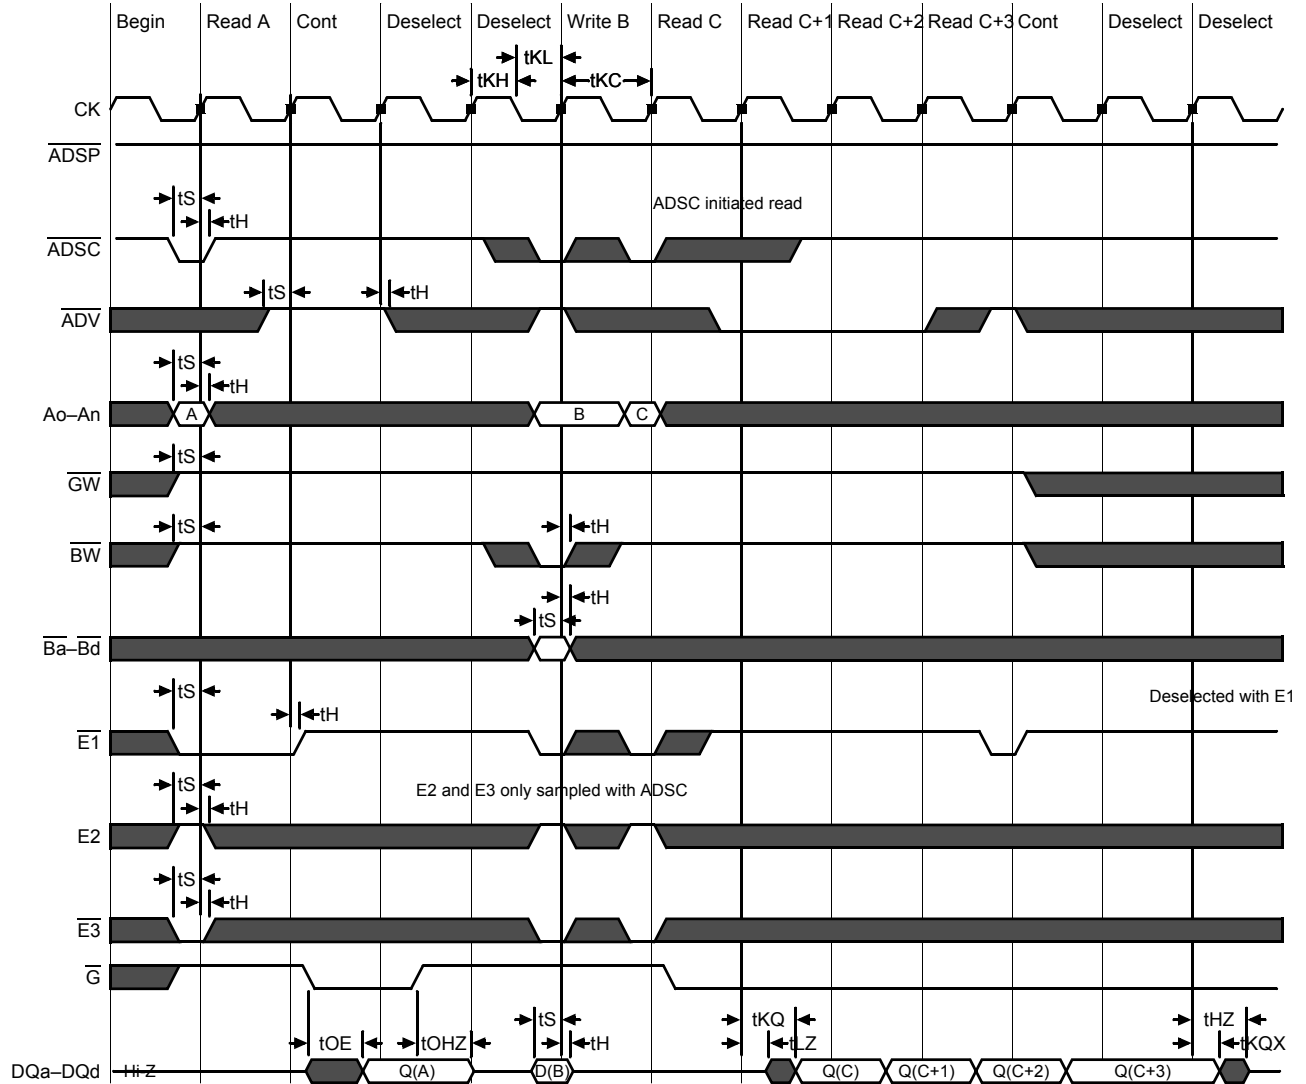 Begin Read A Cont Deselect Deselect Write B Read C Read C+1 Read C+2 Read C+3 Cont Deselect Deselect
tKL
tKH tKC
CK
ADSP
tS
ADSC initiated read
tH
ADSC
tS tH
ADV
tS
tH
Ao–An A B C
tS
GW
tS tH
BW
tH
tS
Ba–Bd
tS
Deselected with E1
tH
E1
tS
E2 and E3 only sampled with ADSC
tH
E2
tS
tH
E3
G
tS tKQ tHZ
tOE tOHZ tH tLZ tKQX
DQa–DQd Hi-Z Q(A) D(B) Q(C) Q(C+1) Q(C+2) Q(C+3)